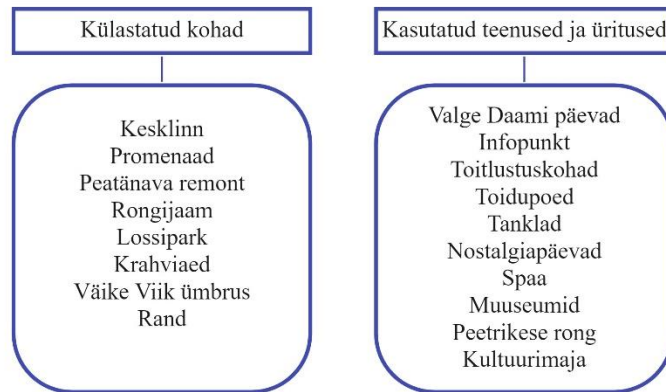 Külastatud kohad
Kesklinn
Promenaad
Peatänava remont
Rongijaam
Lossipark
Krahviaed
Väike Viik ümbrus
Rand
Kasutatud teenused ja üritused
Valge Daami päevad
Infopunkt
Toitlustuskohad
Toidupoed
Tanklad
Nostalgiapäevad
Spaa
Muuseumid
Peetrikese rong
Kultuurimaja